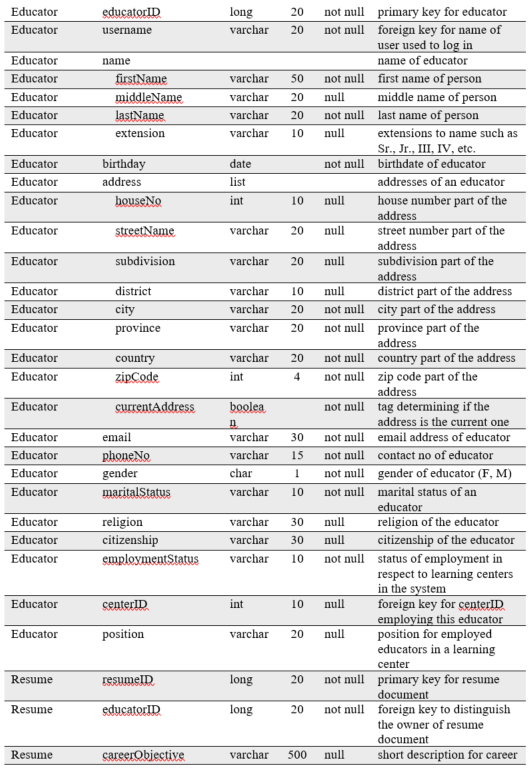 Educator educatorID long 20 not null primary key for educator
Educator username varchar 20 not null foreign key for name of
user used to log in
Educator name name of educator
Educator firstName varchar 50 not null first name of person
Educator middleName varchar 20 null middle name of person
Educator lastName varchar 20 not null last name of person
Educator extension varchar 10 null extensions to name such as
Sr., Jr., III, IV, etc.
Educator birthday date not null birthdate of educator
Educator address list addresses of an educator
Educator houseNo int 10 null house number part of the
address
Educator streetName varchar 20 null street number part of the
address
Educator subdivision varchar 20 null subdivision part of the
address
Educator district varchar 10 null district part of the address
Educator city varchar 20 not null city part of the address
Educator province varchar 20 not null province part of the
address
Educator country varchar 20 not null country part of the address
Educator zipCode int 4 not null zip code part of the
address
Educator currentAddress boolea not null tag determining if the
n address is the current one
Educator email varchar 30 not null email address of educator
Educator phoneNo varchar 15 not null contact no of educator
Educator gender char 1 not null gender of educator (F, M)
Educator maritalStatus varchar 10 not null marital status of an
educator
Educator religion varchar 30 null religion of the educator
Educator citizenship varchar 30 null citizenship of the educator
Educator employmentStatus varchar 10 not null status of employment in
respect to learning centers
in the system
Educator centerID int 10 null foreign key for centerID
employing this educator
Educator position varchar 20 null position for employed
educators in a learning
center
Resume resumeID long 20 not null primary key for resume
document
Resume educatorID long 20 not null foreign key to distinguish
the owner of resume
document
Resume careerObjective varchar 500 null short description for career